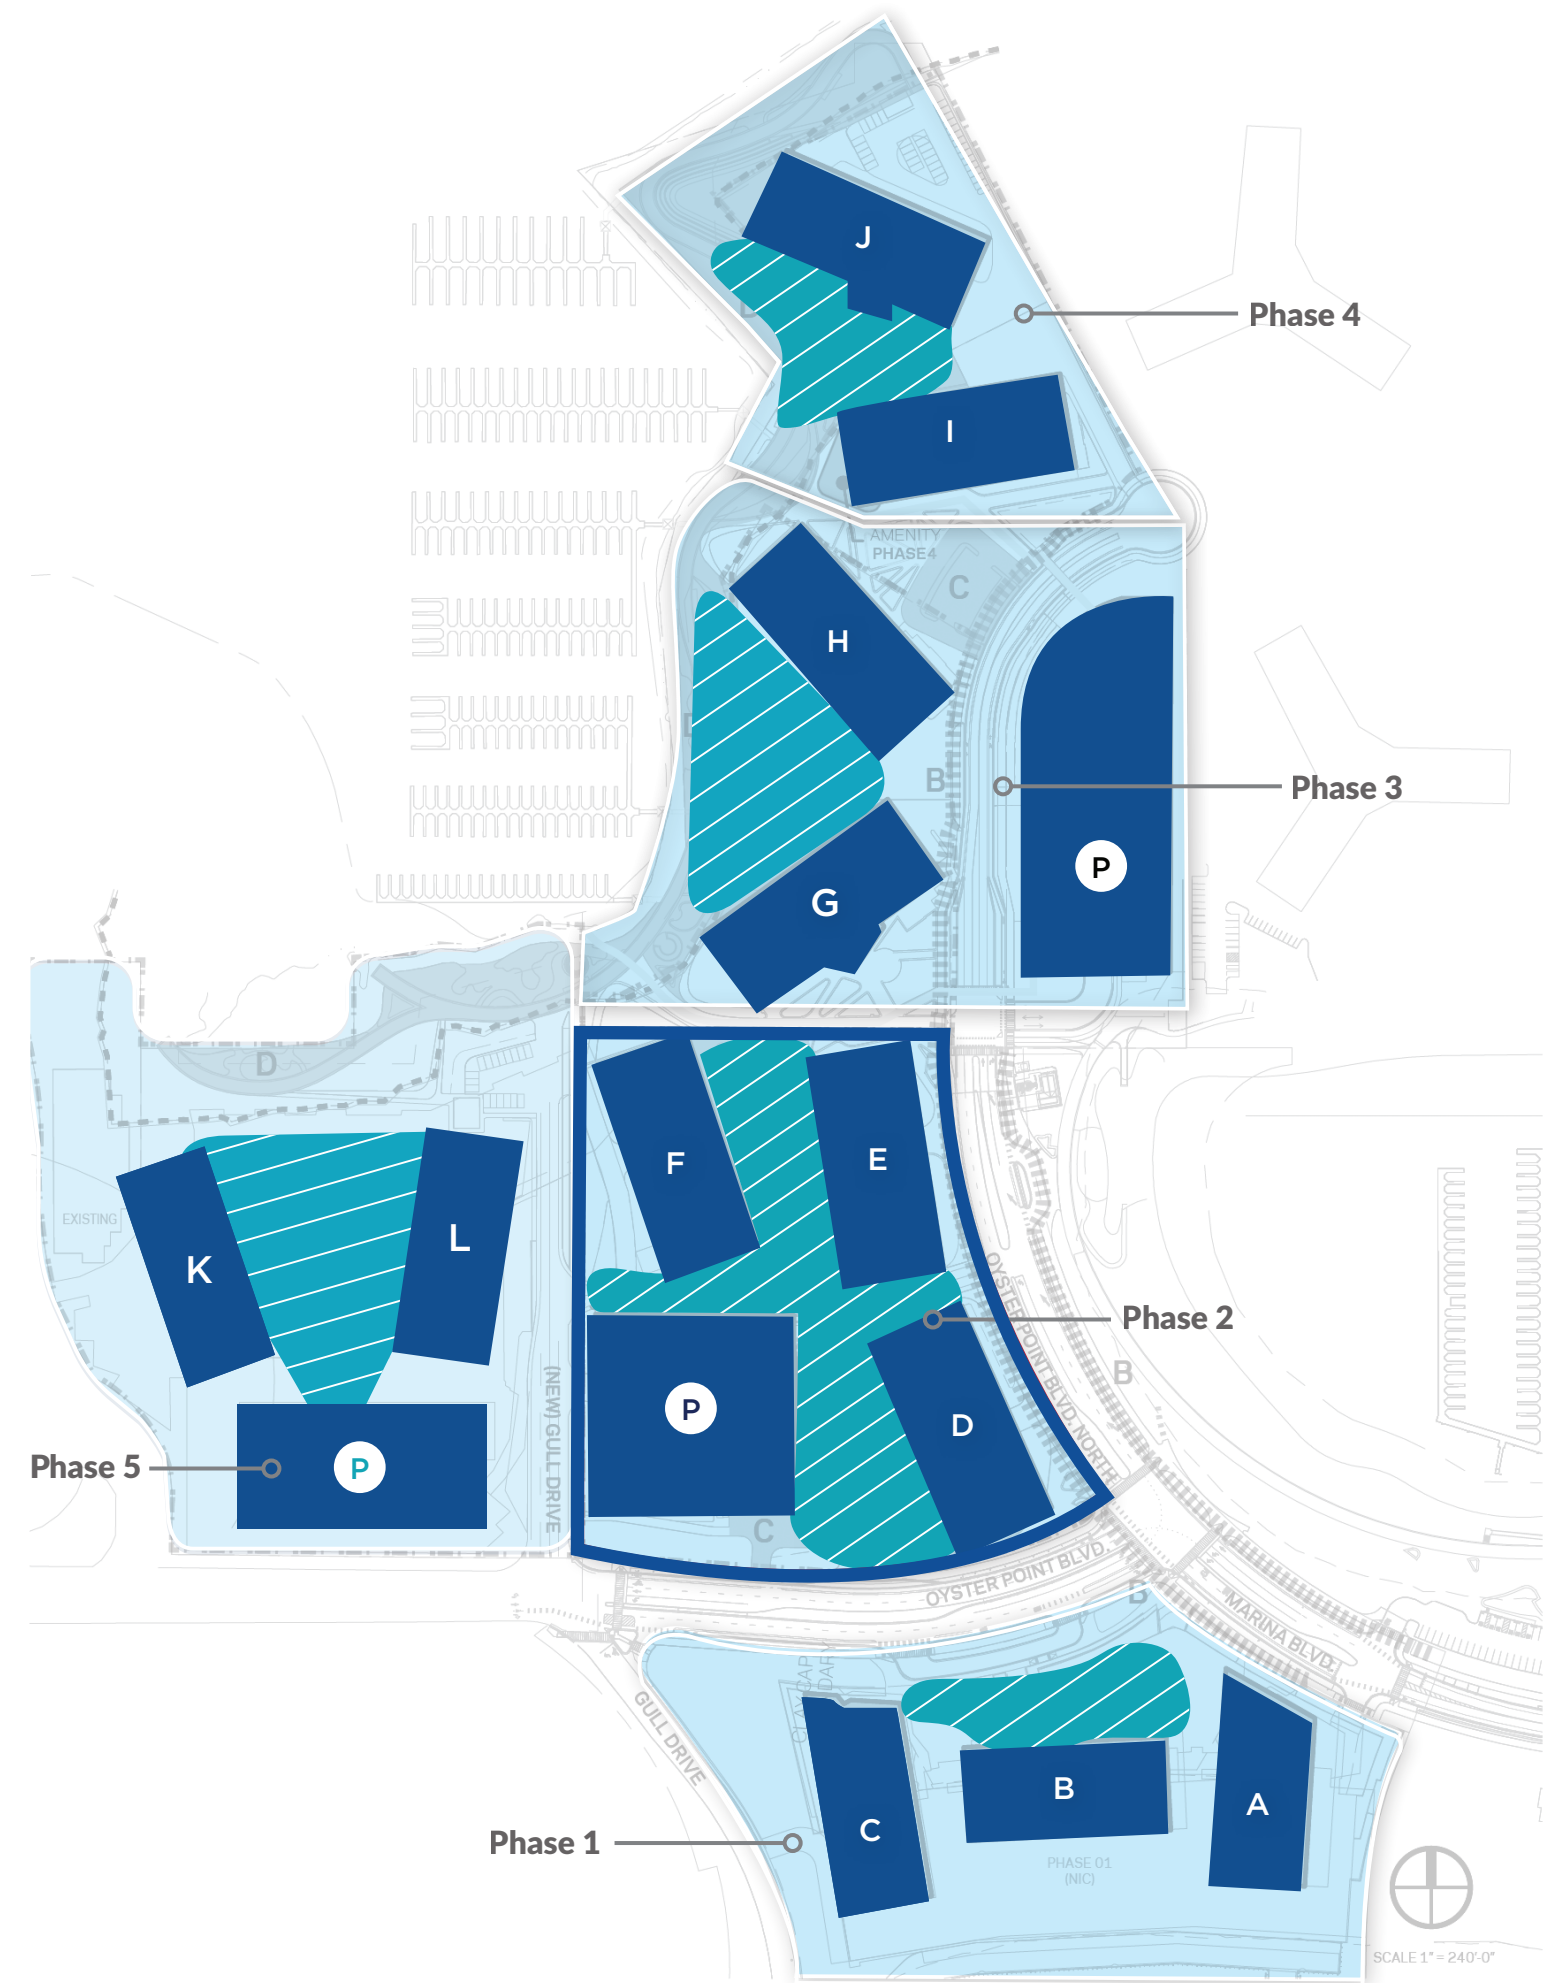 J
Phase 4
I
AMENITY
PHASE 4
C
H
B
Phase 3
P
G
D
F
E
EXISTING
L
K
OYSTER POINT BLVD. NORTH
Phase 2
B
(NEW) GULL DRIVE
P
D
Phase 5
P
C
OYSTER POINT BLVD.
B
MARINA BLVD.
GULL DRIVE
B
A
C
Phase 1
PHASE 01
(NIC)
SCALE 1" = 240'-0"